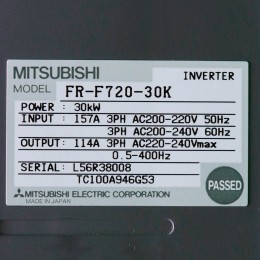 MITSUBISHI INVERTER
MODEL FR-F720-30K
POWER : 30kW
INPUT : 157A 3PH AC200-220V 50Hz
3PH AC200-240V 60Hz
OUTPUT: 114A 3PH AC220-240Vmax
0.5-400Hz
SERIAL: L56R38008
TC100A946G53
MITSUBISHI ELECTRIC CORPORATION
MADE IN JAPAN
PASSED